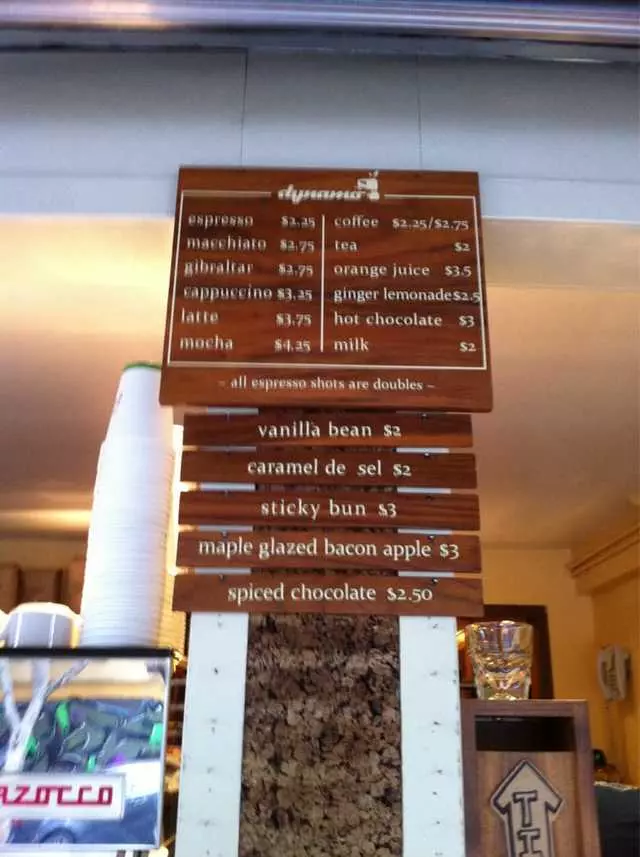 dynamo
espresso $2.25
macchiato $2.75
gibraltar $2.75
cappuccino $3.25
latte $3.75
mocha $4.25
coffee $2.25/$2.75
tea $2
orange juice $3.5
ginger lemonade $2.5
hot chocolate $3
milk $2
~ all espresso shots are doubles ~
vanilla bean $2
caramel de sel $2
sticky bun $3
maple glazed bacon apple $3
spiced chocolate $2.50
AZOCCO
TI